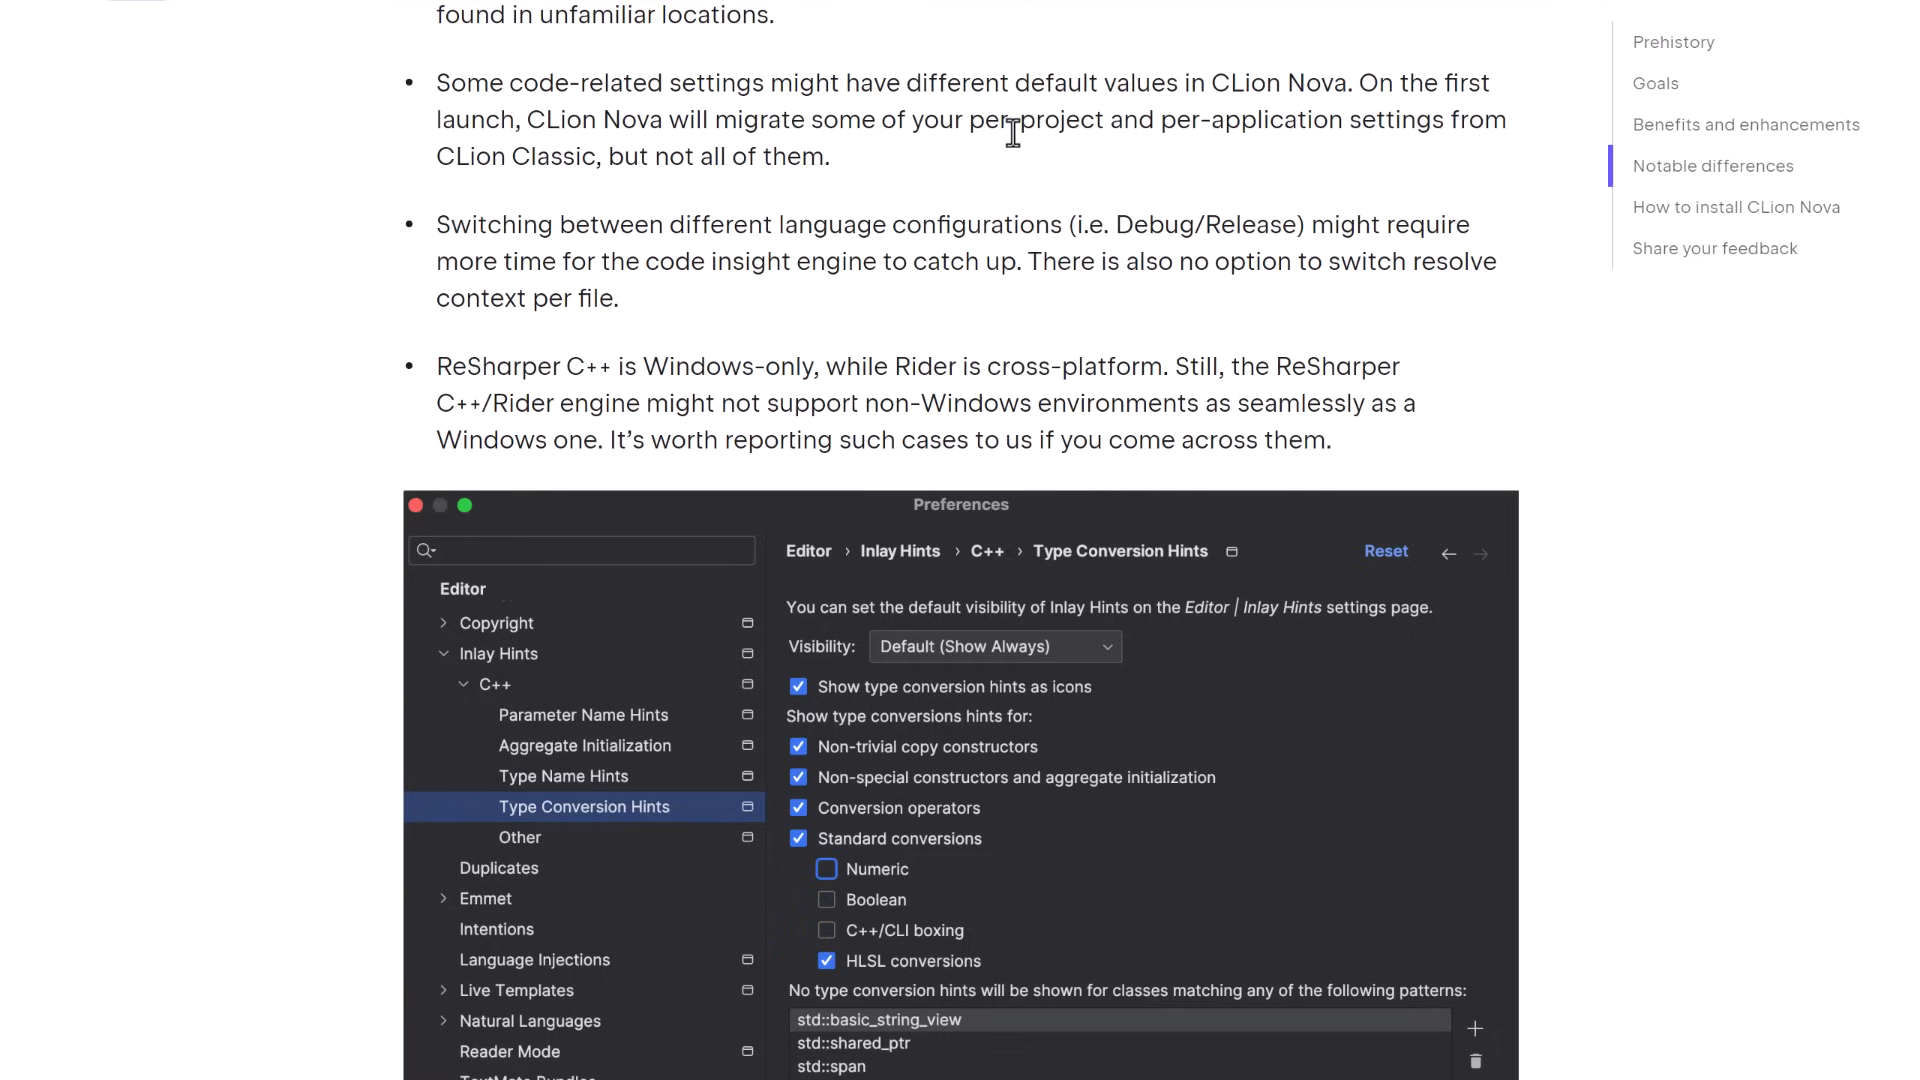 found in unfamiliar locations.
• Some code-related settings might have different default values in CLion Nova. On the first
launch, CLion Nova will migrate some of your per-project and per-application settings from
CLion Classic, but not all of them.
• Switching between different language configurations (i.e. Debug/Release) might require
more time for the code insight engine to catch up. There is also no option to switch resolve
context per file.
• ReSharper C++ is Windows-only, while Rider is cross-platform. Still, the ReSharper
C++/Rider engine might not support non-Windows environments as seamlessly as a
Windows one. It’s worth reporting such cases to us if you come across them.
Prehistory
Goals
Benefits and enhancements
Notable differences
How to install CLion Nova
Share your feedback
Preferences
Editor
Copyright
Inlay Hints
C++
Parameter Name Hints
Aggregate Initialization
Type Name Hints
Type Conversion Hints
Other
Duplicates
Emmet
Intentions
Language Injections
Live Templates
Natural Languages
Reader Mode
TextMate Bundles
Editor › Inlay Hints › C++ › Type Conversion Hints
Reset
You can set the default visibility of Inlay Hints on the Editor | Inlay Hints settings page.
Visibility: Default (Show Always)
Show type conversion hints as icons
Show type conversions hints for:
Non-trivial copy constructors
Non-special constructors and aggregate initialization
Conversion operators
Standard conversions
Numeric
Boolean
C++/CLI boxing
HLSL conversions
No type conversion hints will be shown for classes matching any of the following patterns:
std::basic_string_view
std::shared_ptr
std::span